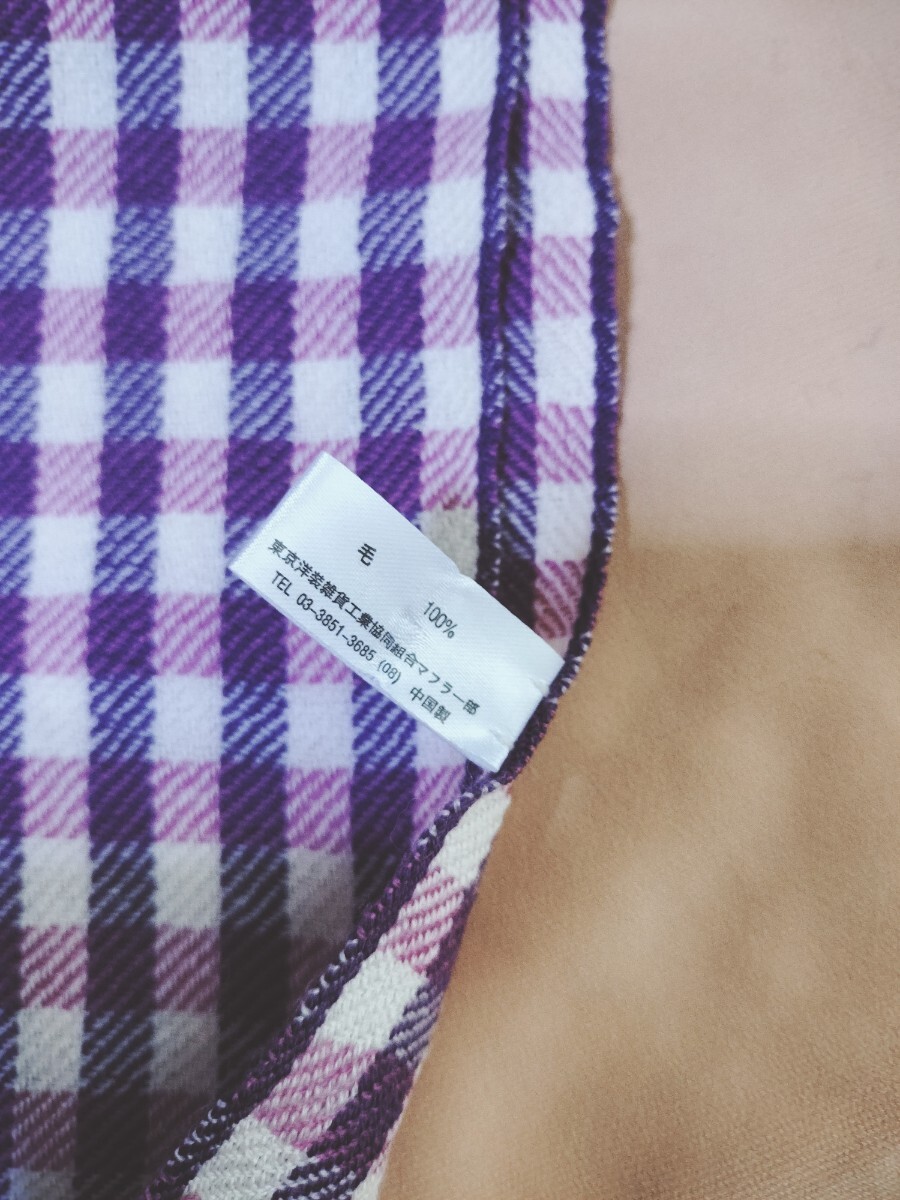 毛 100%
東京洋装雑貨工業協同組合マフラー部
TEL 03-3851-3685 (08) 中国製